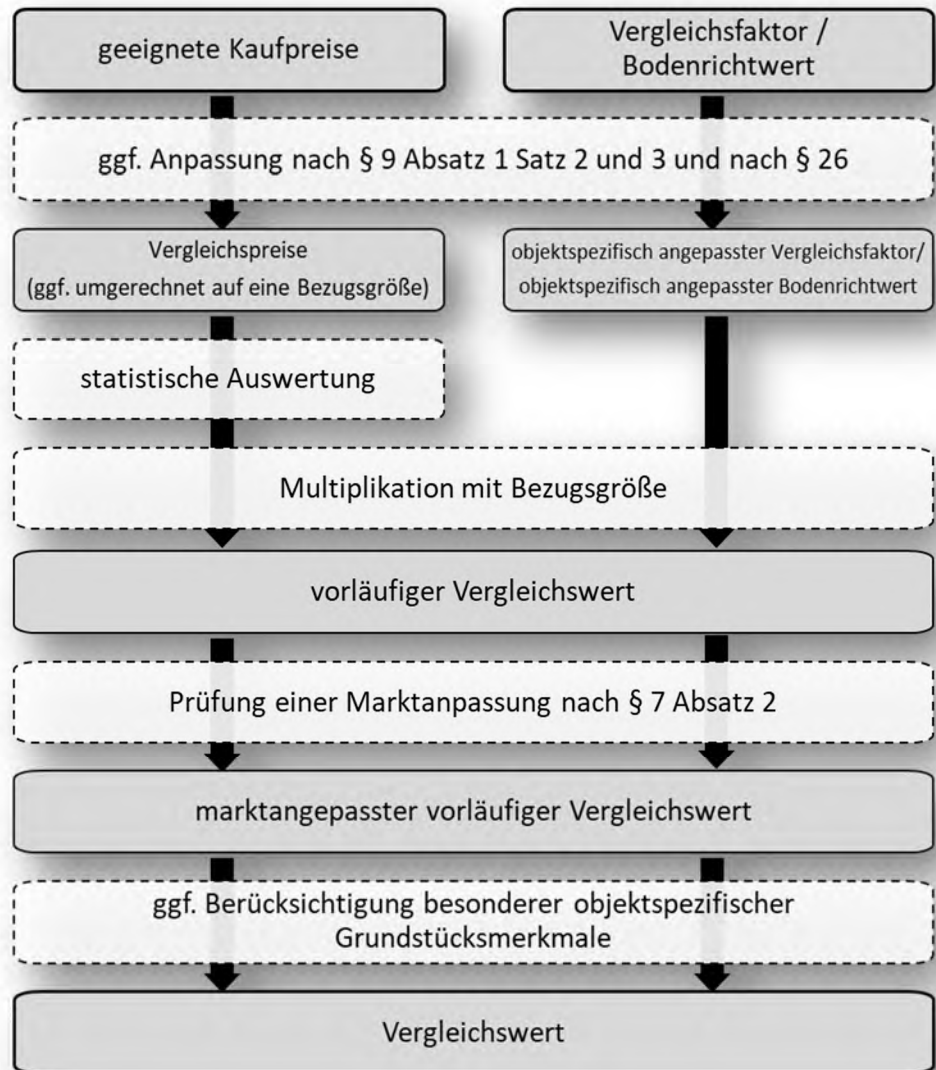 geeignete Kaufpreise
Vergleichsfaktor /
Bodenrichtwert
ggf. Anpassung nach § 9 Absatz 1 Satz 2 und 3 und nach § 26
Vergleichspreise
(ggf. umgerechnet auf eine Bezugsgröße)
objektspezifisch angepasster Vergleichsfaktor/
objektspezifisch angepasster Bodenrichtwert
statistische Auswertung
Multiplikation mit Bezugsgröße
vorläufiger Vergleichswert
Prüfung einer Marktanpassung nach § 7 Absatz 2
marktangepasster vorläufiger Vergleichswert
ggf. Berücksichtigung besonderer objektspezifischer
Grundstücksmerkmale
Vergleichswert